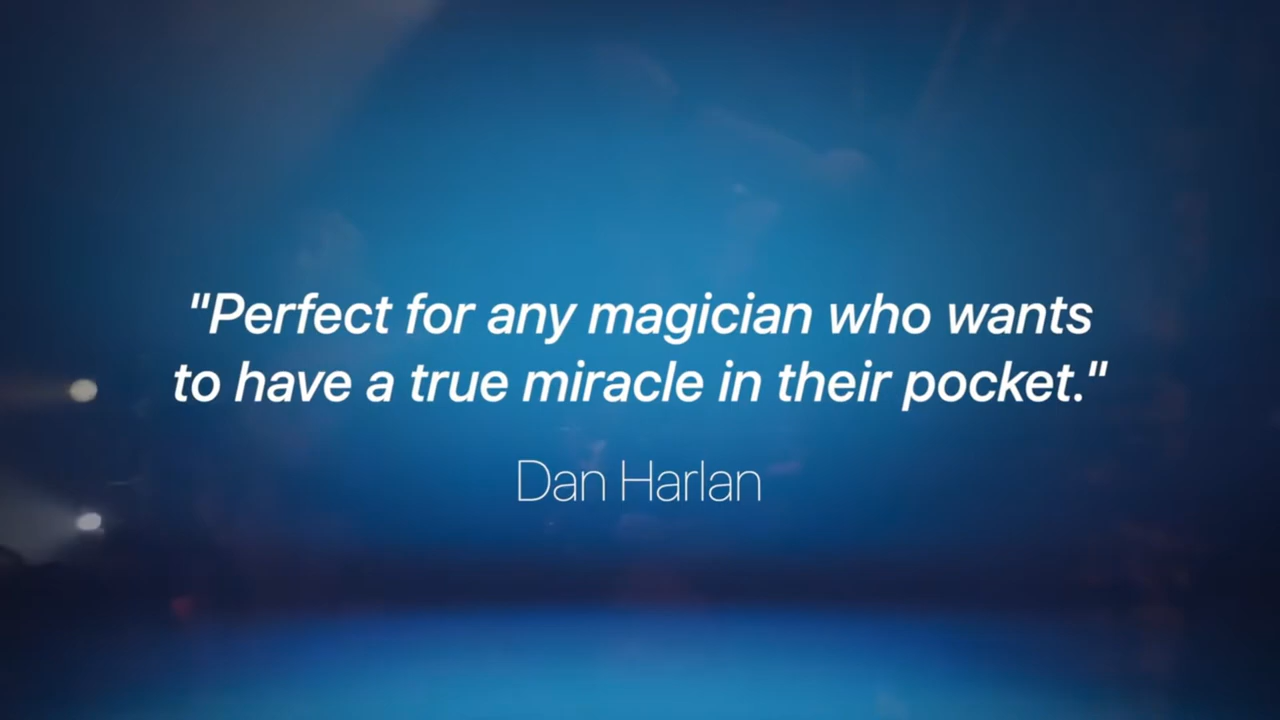 "Perfect for any magician who wants
to have a true miracle in their pocket."
Dan Harlan